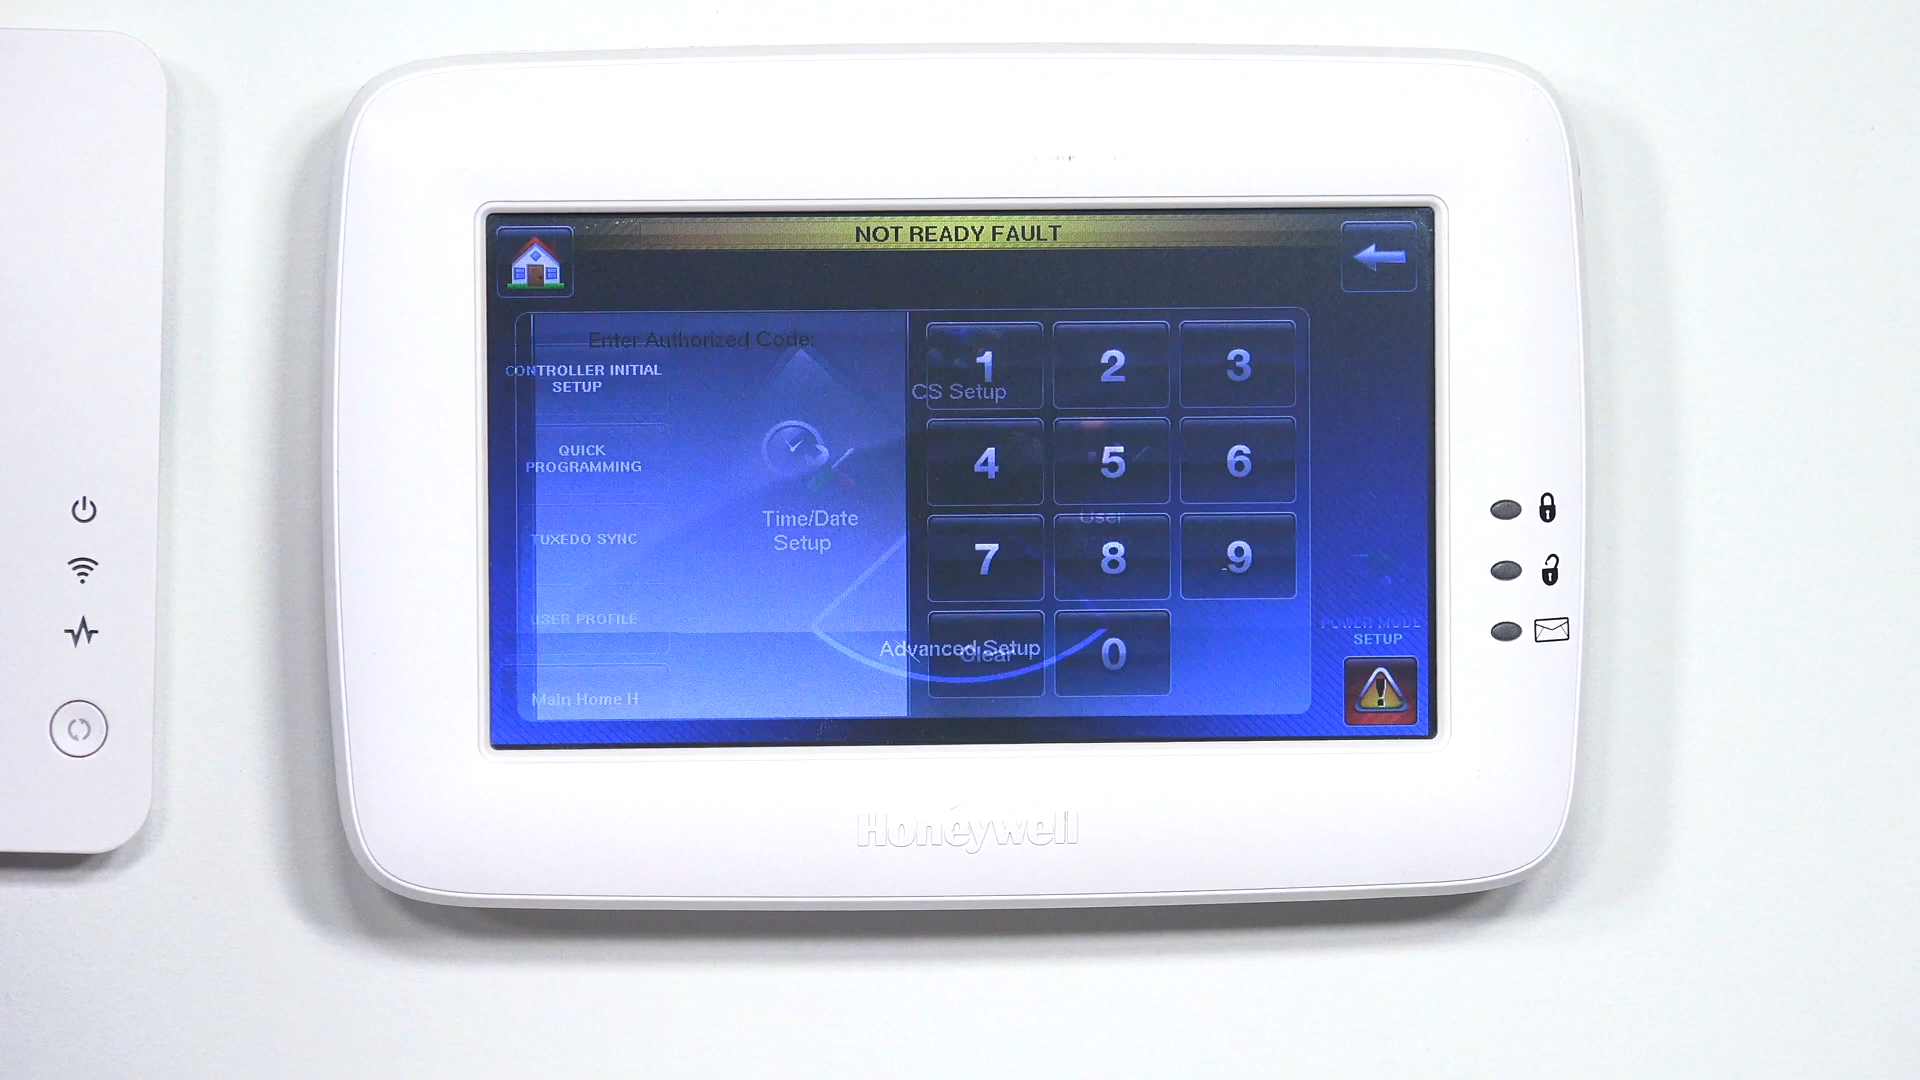 NOT READY FAULT
Enter Authorized Code:
CONTROLLER INITIAL
SETUP
QUICK
PROGRAMMING
TUXEDO SYNC
USER PROFILE
Main Home H
Time/Date
Setup
CS Setup
User
Advanced Setup
1 2 3
4 5 6
7 8 9
Clear 0
POWER MODE
SETUP
Honeywell